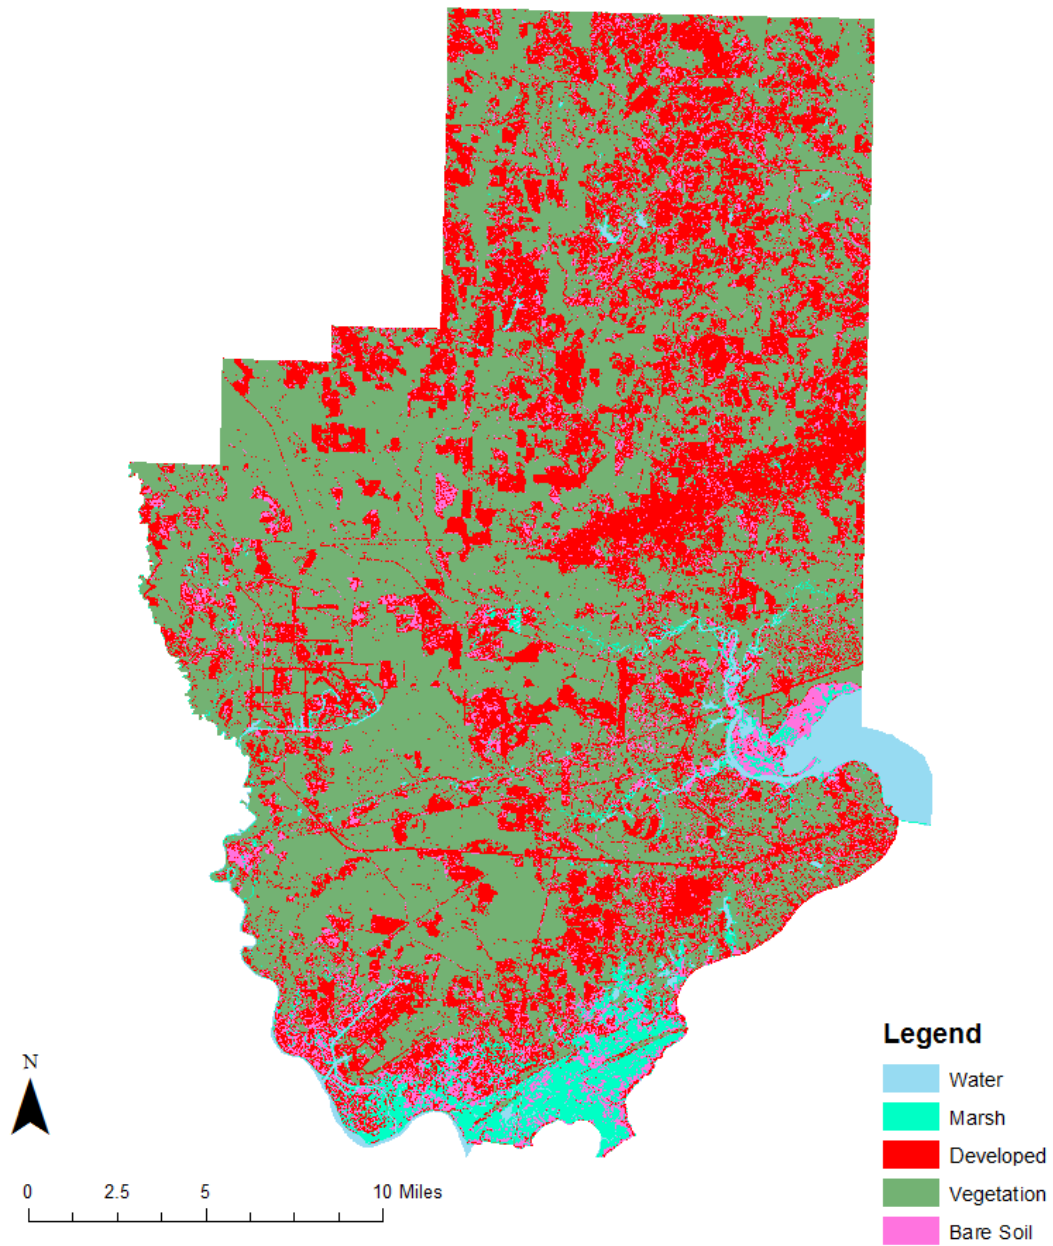 N
0 2.5 5 10 Miles
Legend
Water
Marsh
Developed
Vegetation
Bare Soil